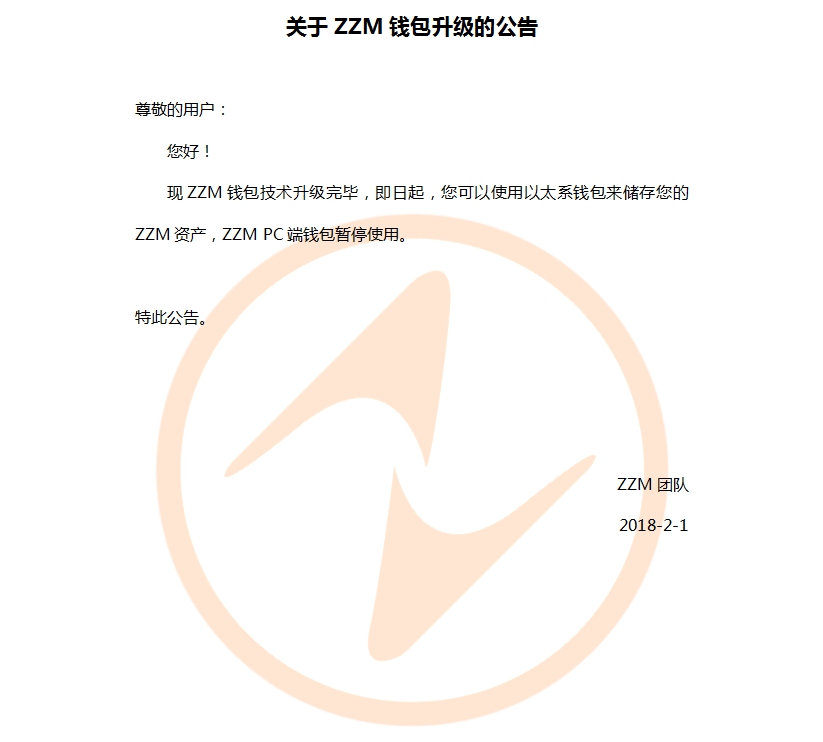 关于 ZZM 钱包升级的公告
尊敬的用户：
您好！
现 ZZM 钱包技术升级完毕，即日起，您可以使用以太系钱包来储存您的
ZZM 资产，ZZM PC 端钱包暂停使用。
特此公告。
ZZM 团队
2018-2-1